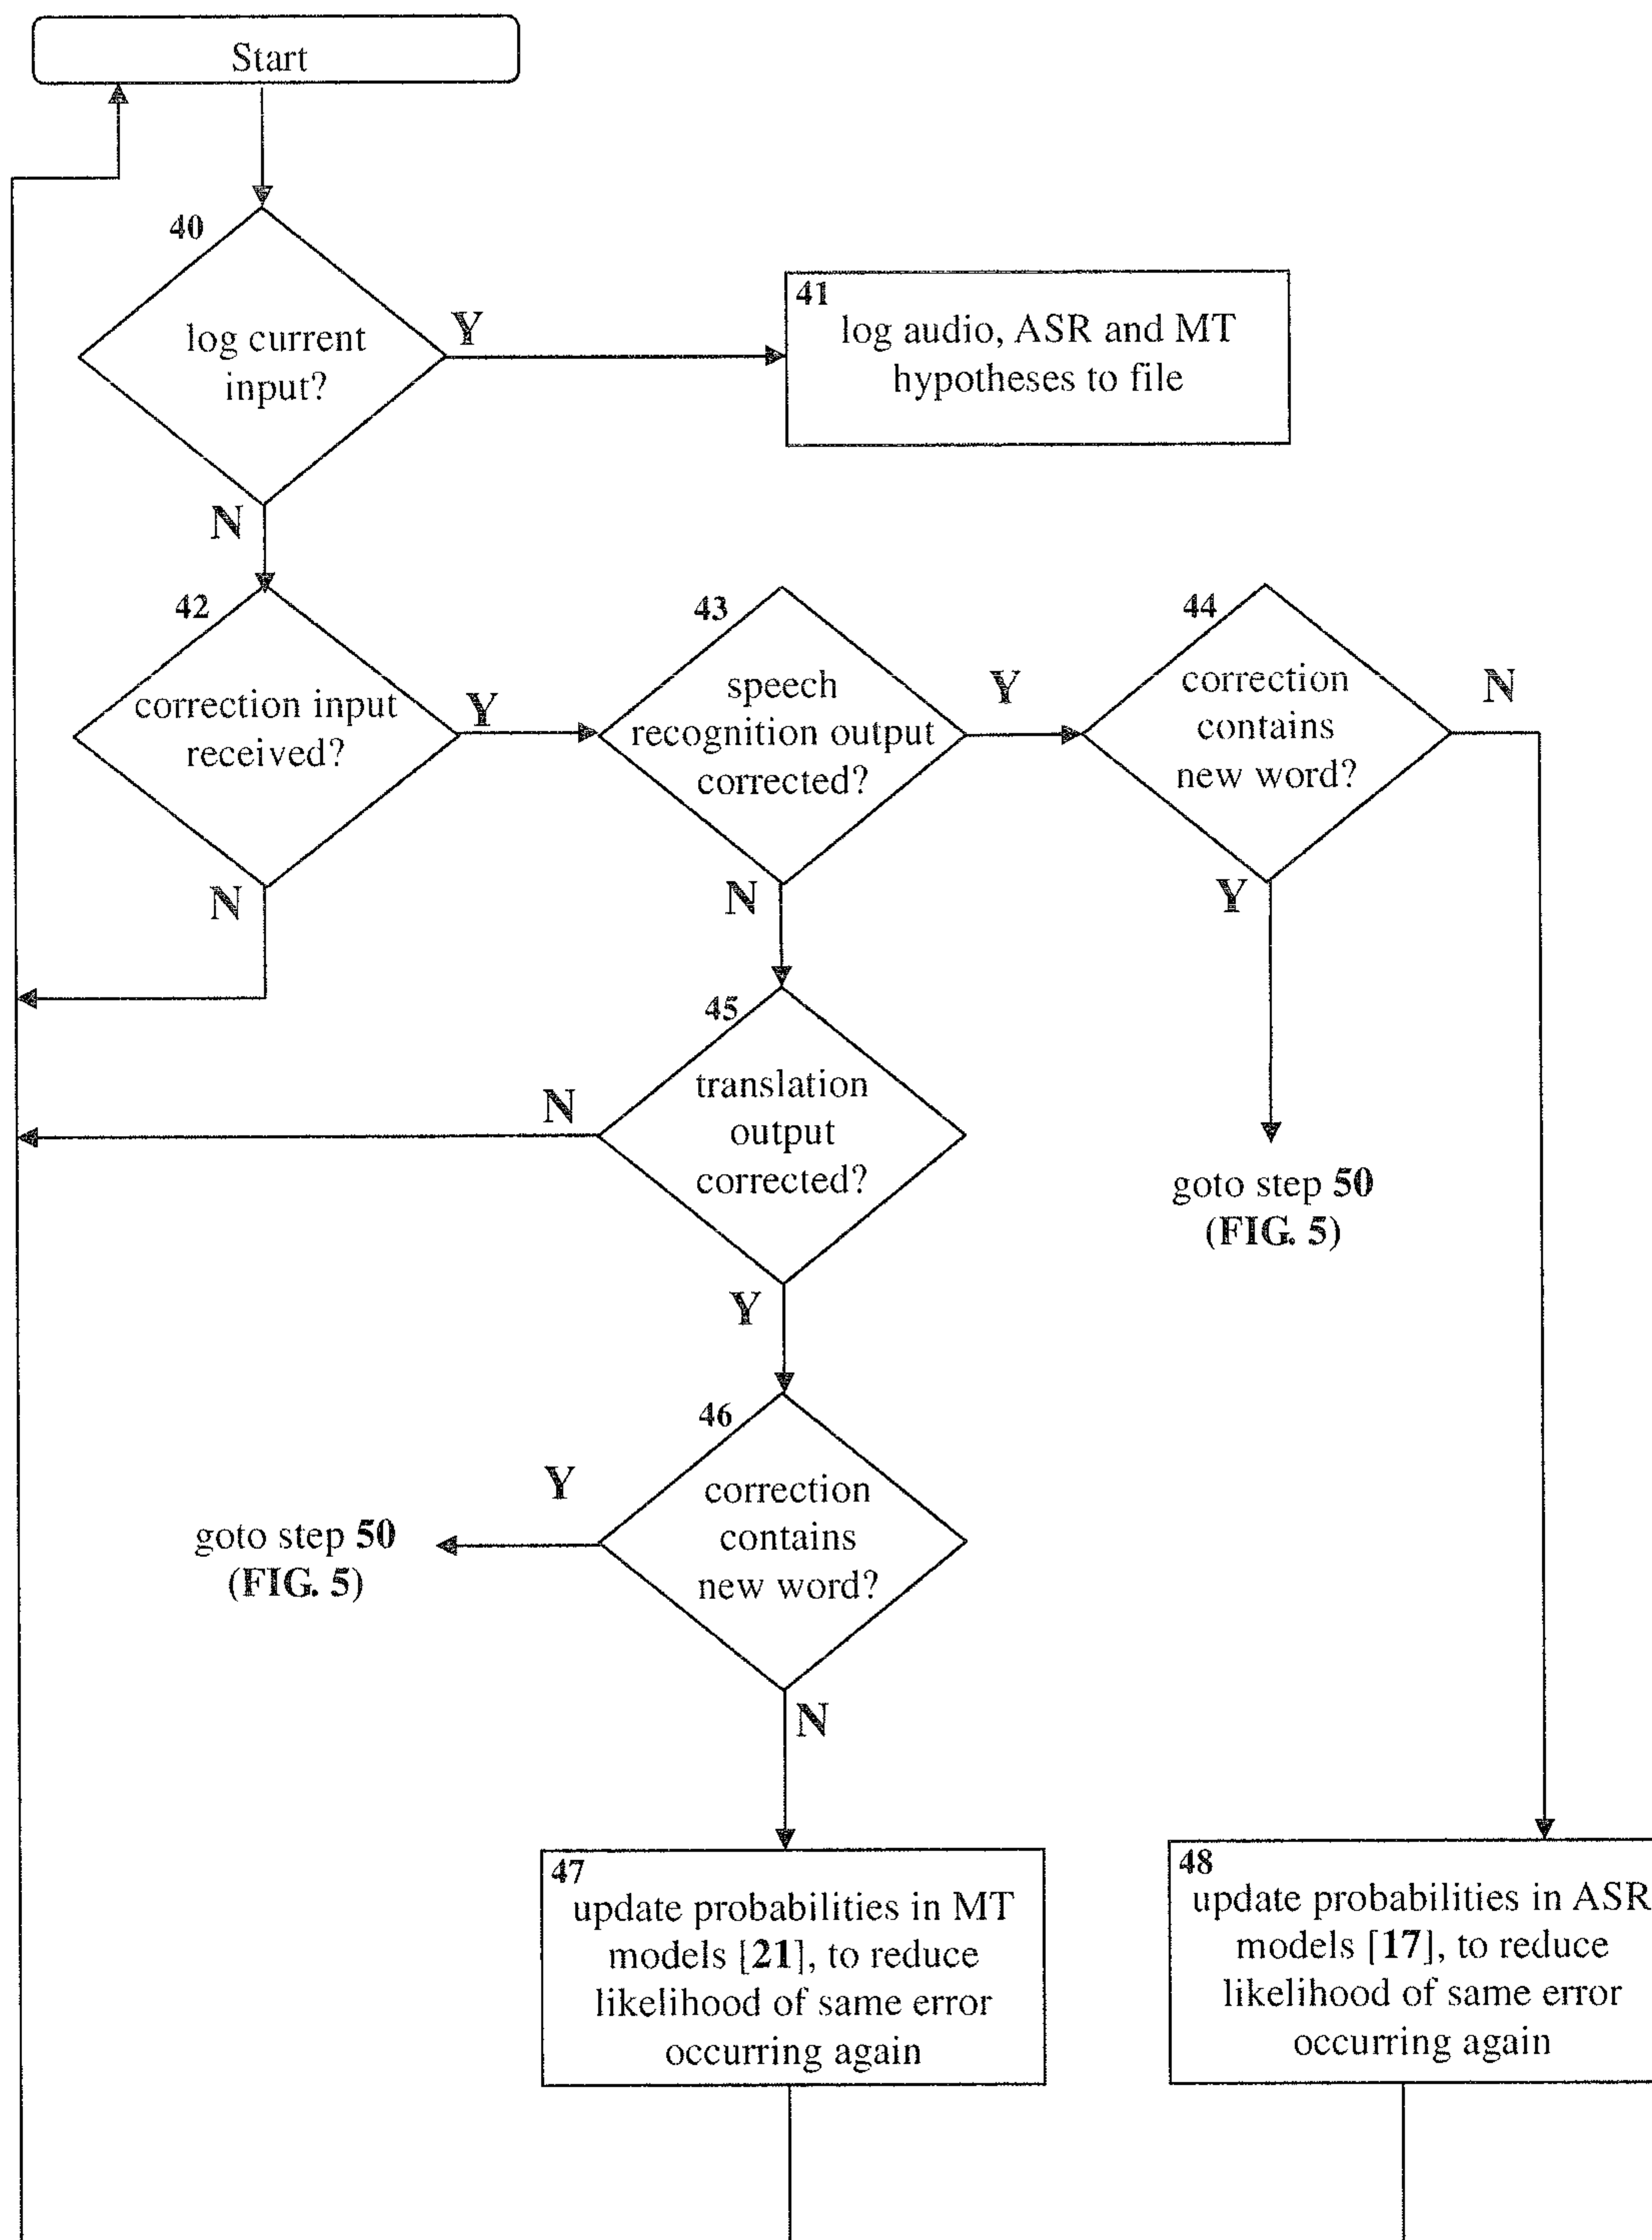 Start
40
log current
input?
Y
N
41
log audio, ASR and MT
hypotheses to file
42
correction input
received?
Y
N
43
speech
recognition output
corrected?
Y
N
44
correction
contains
new word?
N
Y
goto step 50
(FIG. 5)
45
translation
output
corrected?
N
Y
46
correction
contains
new word?
Y
goto step 50
(FIG. 5)
N
47
update probabilities in MT
models [21], to reduce
likelihood of same error
occurring again
48
update probabilities in ASR
models [17], to reduce
likelihood of same error
occurring again